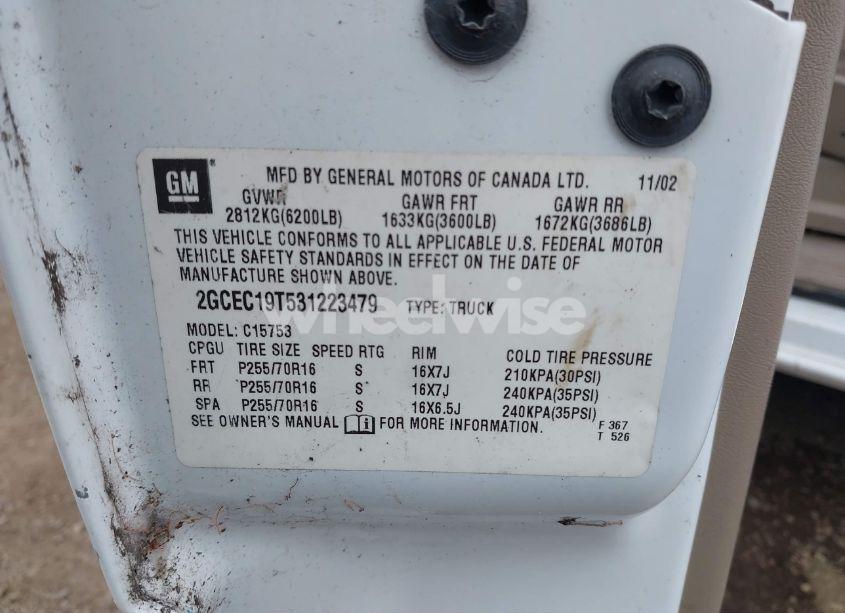 GM MFD BY GENERAL MOTORS OF CANADA LTD. 11/02
GVWR GAWR FRT GAWR RR
2812KG(6200LB) 1633KG(3600LB) 1672KG(3686LB)
THIS VEHICLE CONFORMS TO ALL APPLICABLE U.S. FEDERAL MOTOR
VEHICLE SAFETY STANDARDS IN EFFECT ON THE DATE OF
MANUFACTURE SHOWN ABOVE.
2GCEC19T531223479 TYPE: TRUCK
wheelwise
MODEL: C15753
CPGU TIRE SIZE SPEED RTG RIM COLD TIRE PRESSURE
FRT P255/70R16 S 16X7J 210KPA(30PSI)
RR P255/70R16 S 16X7J 240KPA(35PSI)
SPA P255/70R16 S 16X6.5J 240KPA(35PSI)
SEE OWNER'S MANUAL FOR MORE INFORMATION.
F 367
T 526